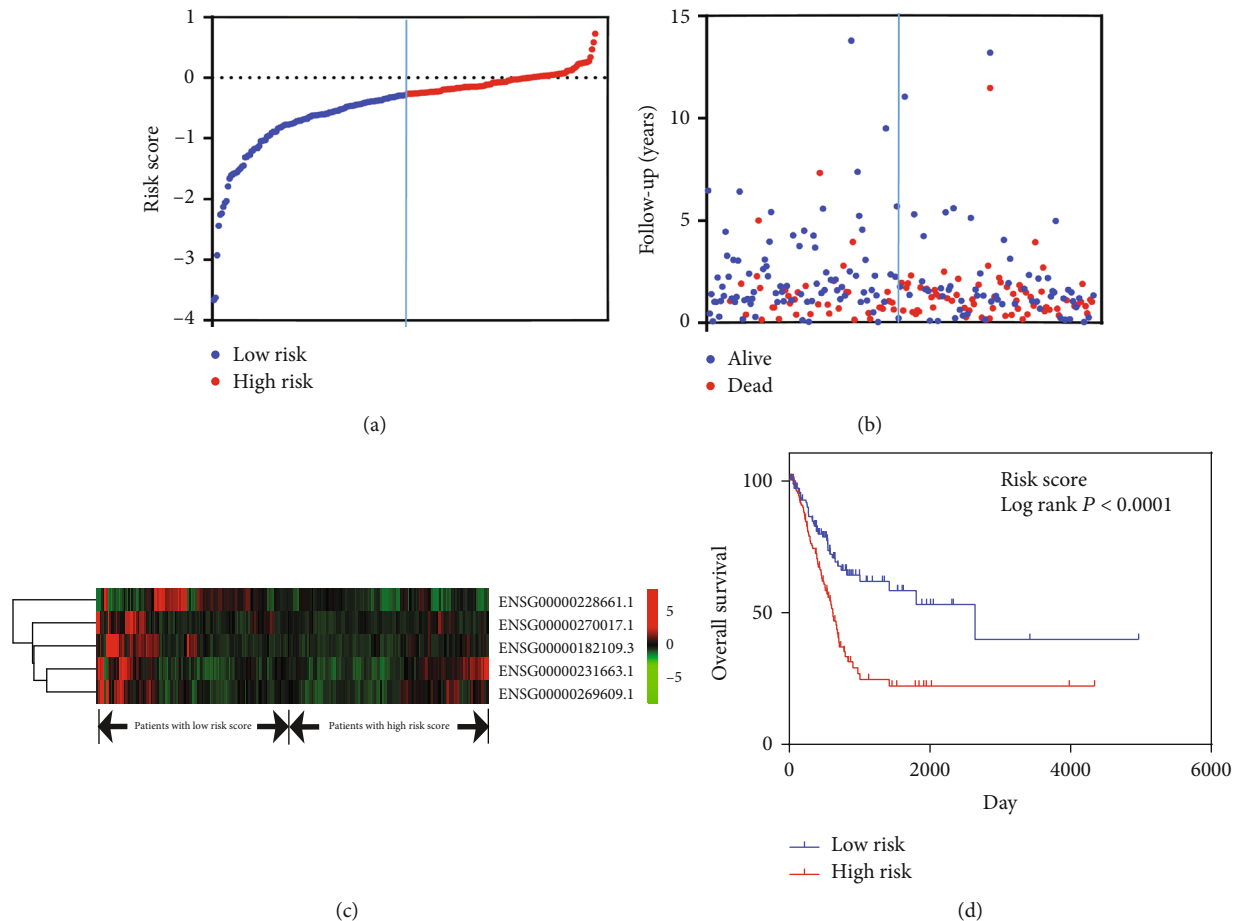 1
0
−1
−2
−3
−4
Risk score
Low risk
High risk
(a)
15
10
5
0
Follow-up (years)
Alive
Dead
(b)
ENSG00000228661.1
ENSG00000270017.1
ENSG00000182109.3
ENSG00000231663.1
ENSG00000269609.1
5
0
−5
Patients with low risk score
Patients with high risk score
(c)
Risk score
Log rank P < 0.0001
100
50
0
Overall survival
0 2000 4000 6000
Day
Low risk
High risk
(d)